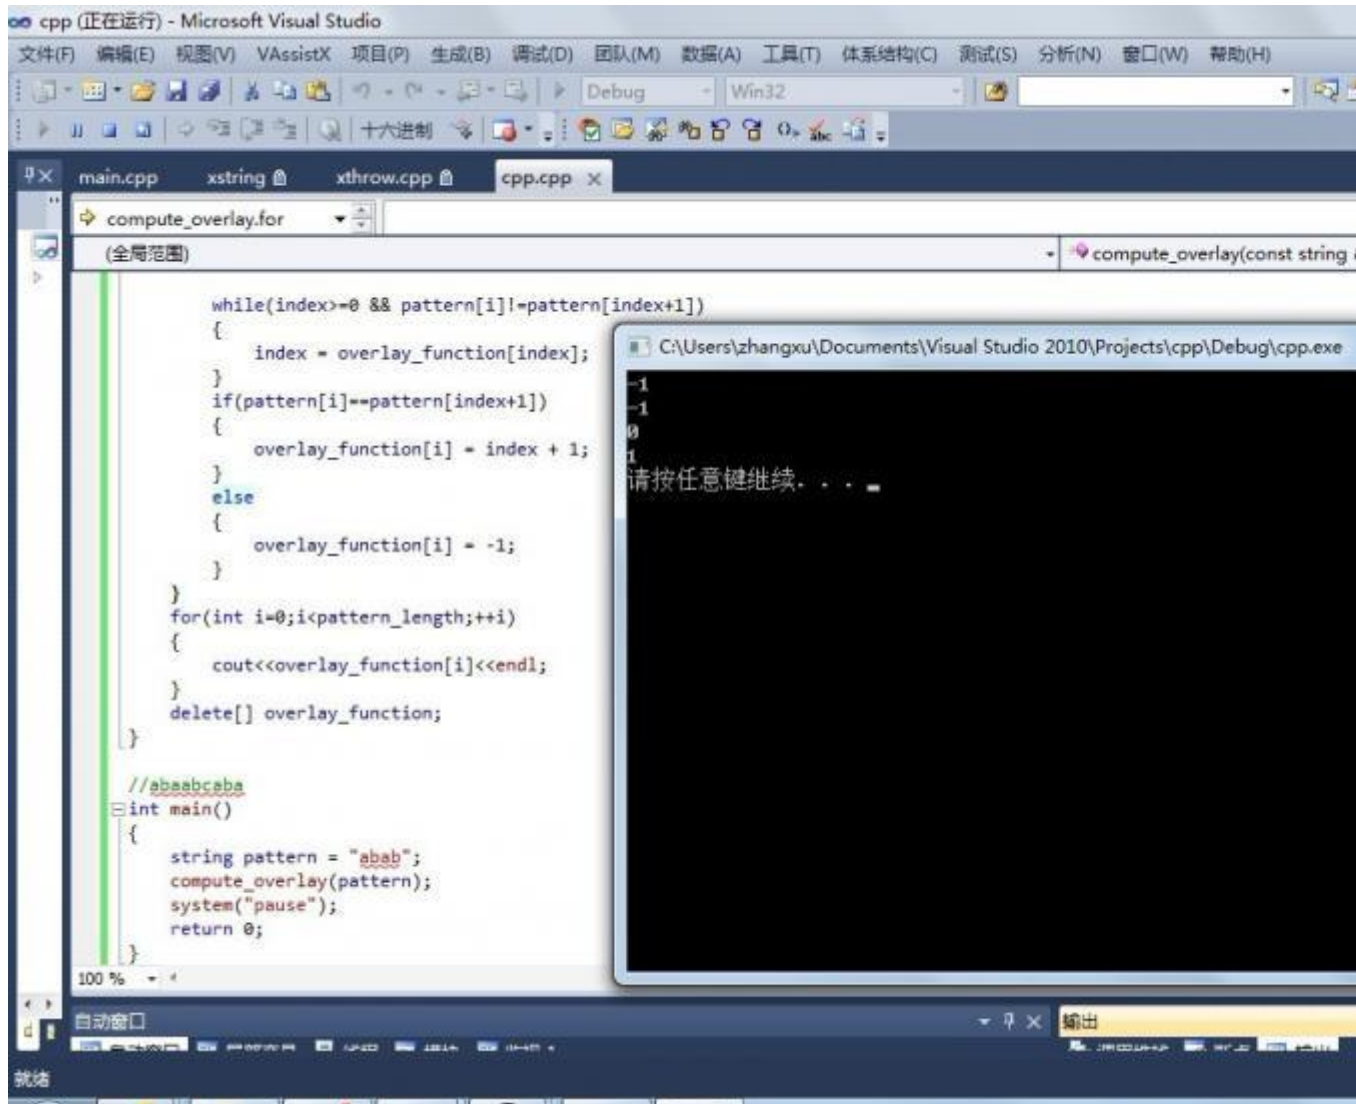 cpp (正在运行) - Microsoft Visual Studio
文件(F) 编辑(E) 视图(V) VAssistX 项目(P) 生成(B) 调试(D) 团队(M) 数据(A) 工具(T) 体系结构(C) 测试(S) 分析(N) 窗口(W) 帮助(H)
Debug Win32
十六进制
main.cpp xstring xthrow.cpp cpp.cpp
compute_overlay.for
(全局范围) compute_overlay(const string
while(index>=0 && pattern[i]!=pattern[index+1])
{
index = overlay_function[index];
}
if(pattern[i]==pattern[index+1])
{
overlay_function[i] = index + 1;
}
else
{
overlay_function[i] = -1;
}
}
for(int i=0;i<pattern_length;++i)
{
cout<<overlay_function[i]<<endl;
}
delete[] overlay_function;
}
//abaabcaba
int main()
{
string pattern = "abab";
compute_overlay(pattern);
system("pause");
return 0;
}
100 %
C:\Users\zhangxu\Documents\Visual Studio 2010\Projects\cpp\Debug\cpp.exe
-1
-1
0
1
请按任意键继续. . .
自动窗口 输出
就绪